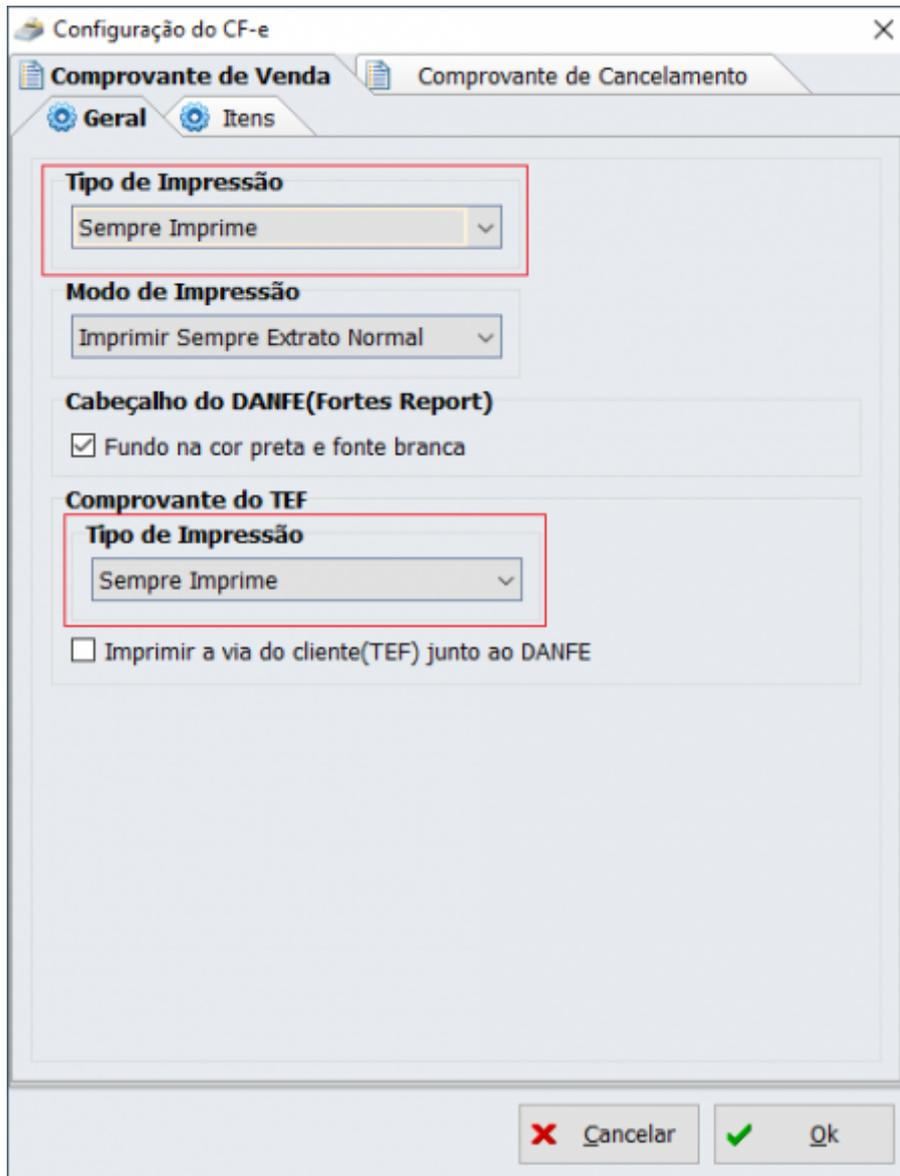 Configuração do CF-e
Comprovante de Venda Comprovante de Cancelamento
Geral Itens
Tipo de Impressão
Sempre Imprime
Modo de Impressão
Imprimir Sempre Extrato Normal
Cabeçalho do DANFE(Fortes Report)
Fundo na cor preta e fonte branca
Comprovante do TEF
Tipo de Impressão
Sempre Imprime
Imprimir a via do cliente(TEF) junto ao DANFE
Cancelar Ok